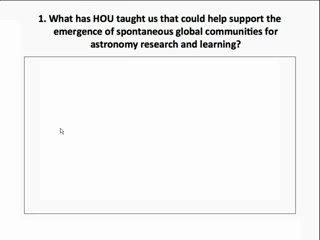 1. What has HOU taught us that could help support the
emergence of spontaneous global communities for
astronomy research and learning?